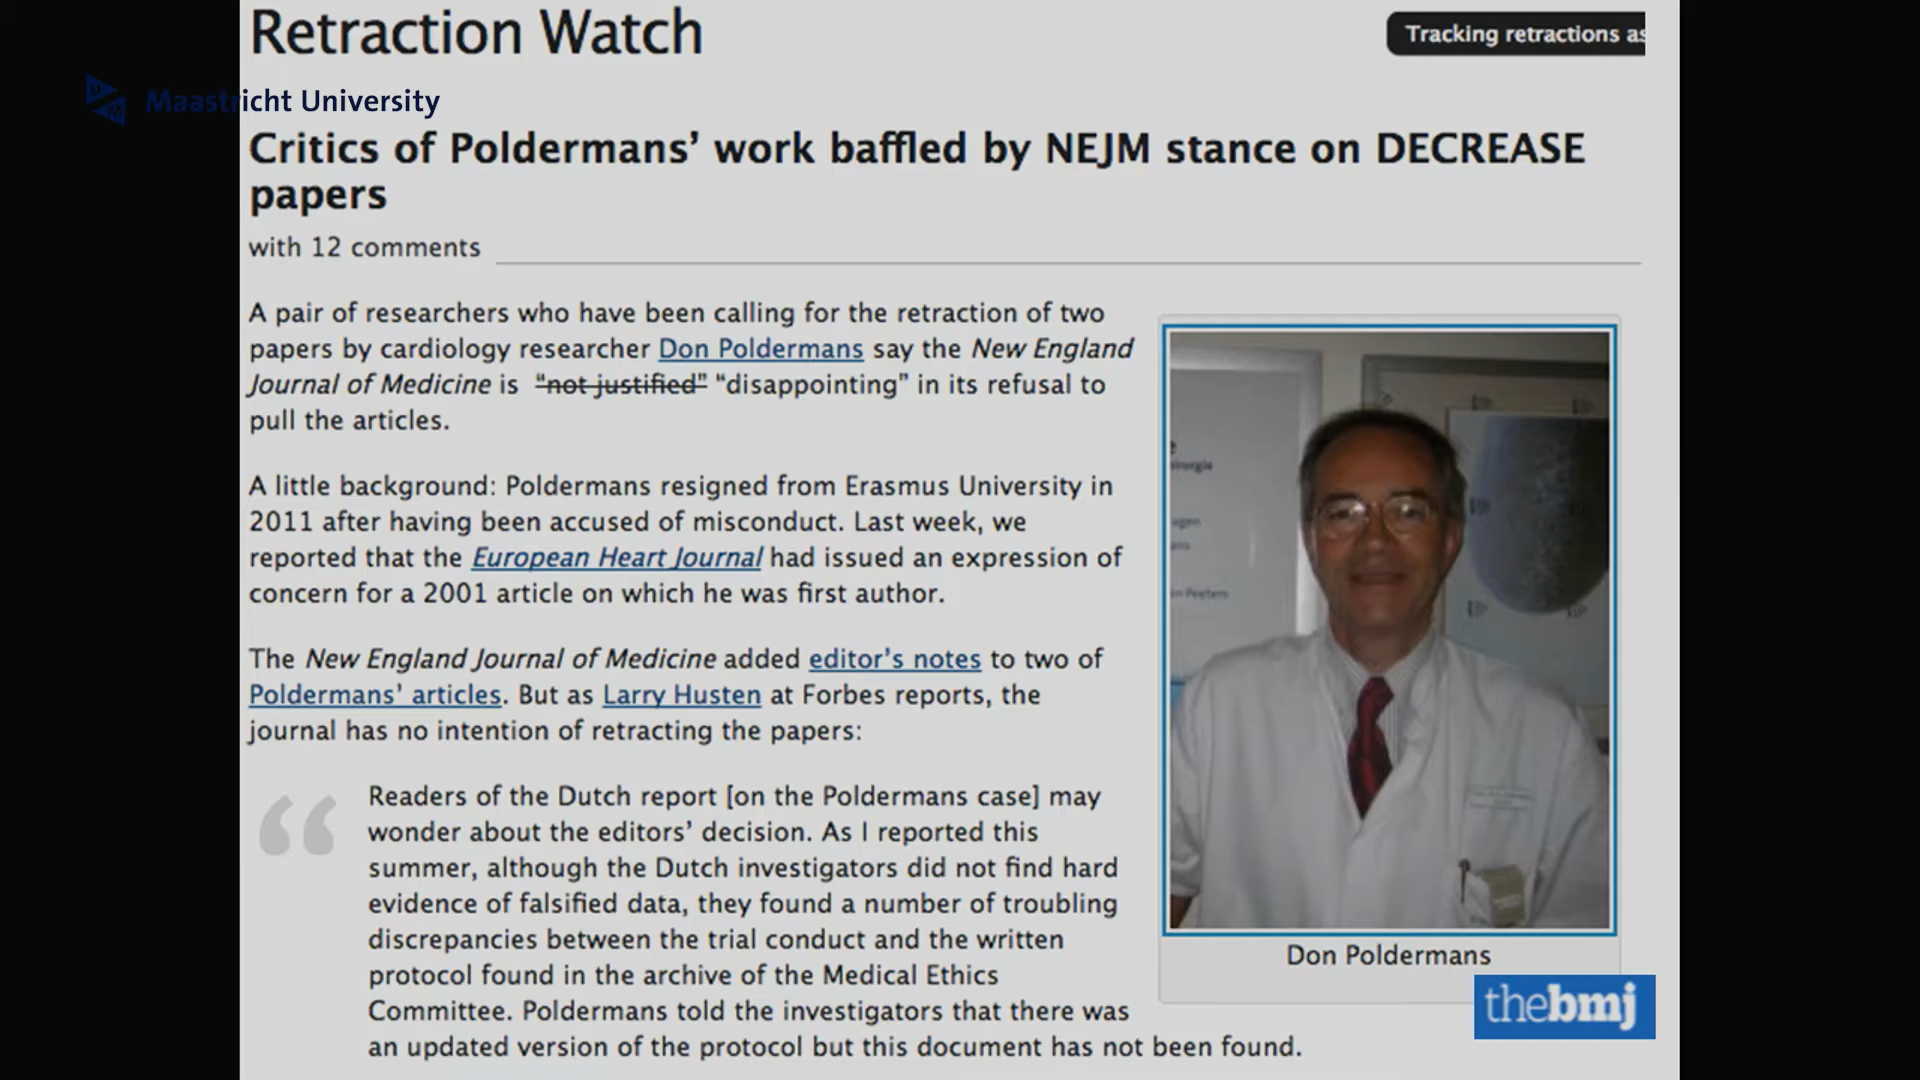 Retraction Watch
Tracking retractions as
Maastricht University
Critics of Poldermans’ work baffled by NEJM stance on DECREASE
papers
with 12 comments
A pair of researchers who have been calling for the retraction of two
papers by cardiology researcher Don Poldermans say the New England
Journal of Medicine is “not justified” “disappointing” in its refusal to
pull the articles.
A little background: Poldermans resigned from Erasmus University in
2011 after having been accused of misconduct. Last week, we
reported that the European Heart Journal had issued an expression of
concern for a 2001 article on which he was first author.
The New England Journal of Medicine added editor’s notes to two of
Poldermans’ articles. But as Larry Husten at Forbes reports, the
journal has no intention of retracting the papers:
“
Readers of the Dutch report [on the Poldermans case] may
wonder about the editors’ decision. As I reported this
summer, although the Dutch investigators did not find hard
evidence of falsified data, they found a number of troubling
discrepancies between the trial conduct and the written
protocol found in the archive of the Medical Ethics
Committee. Poldermans told the investigators that there was
an updated version of the protocol but this document has not been found.
Don Poldermans
thebmj